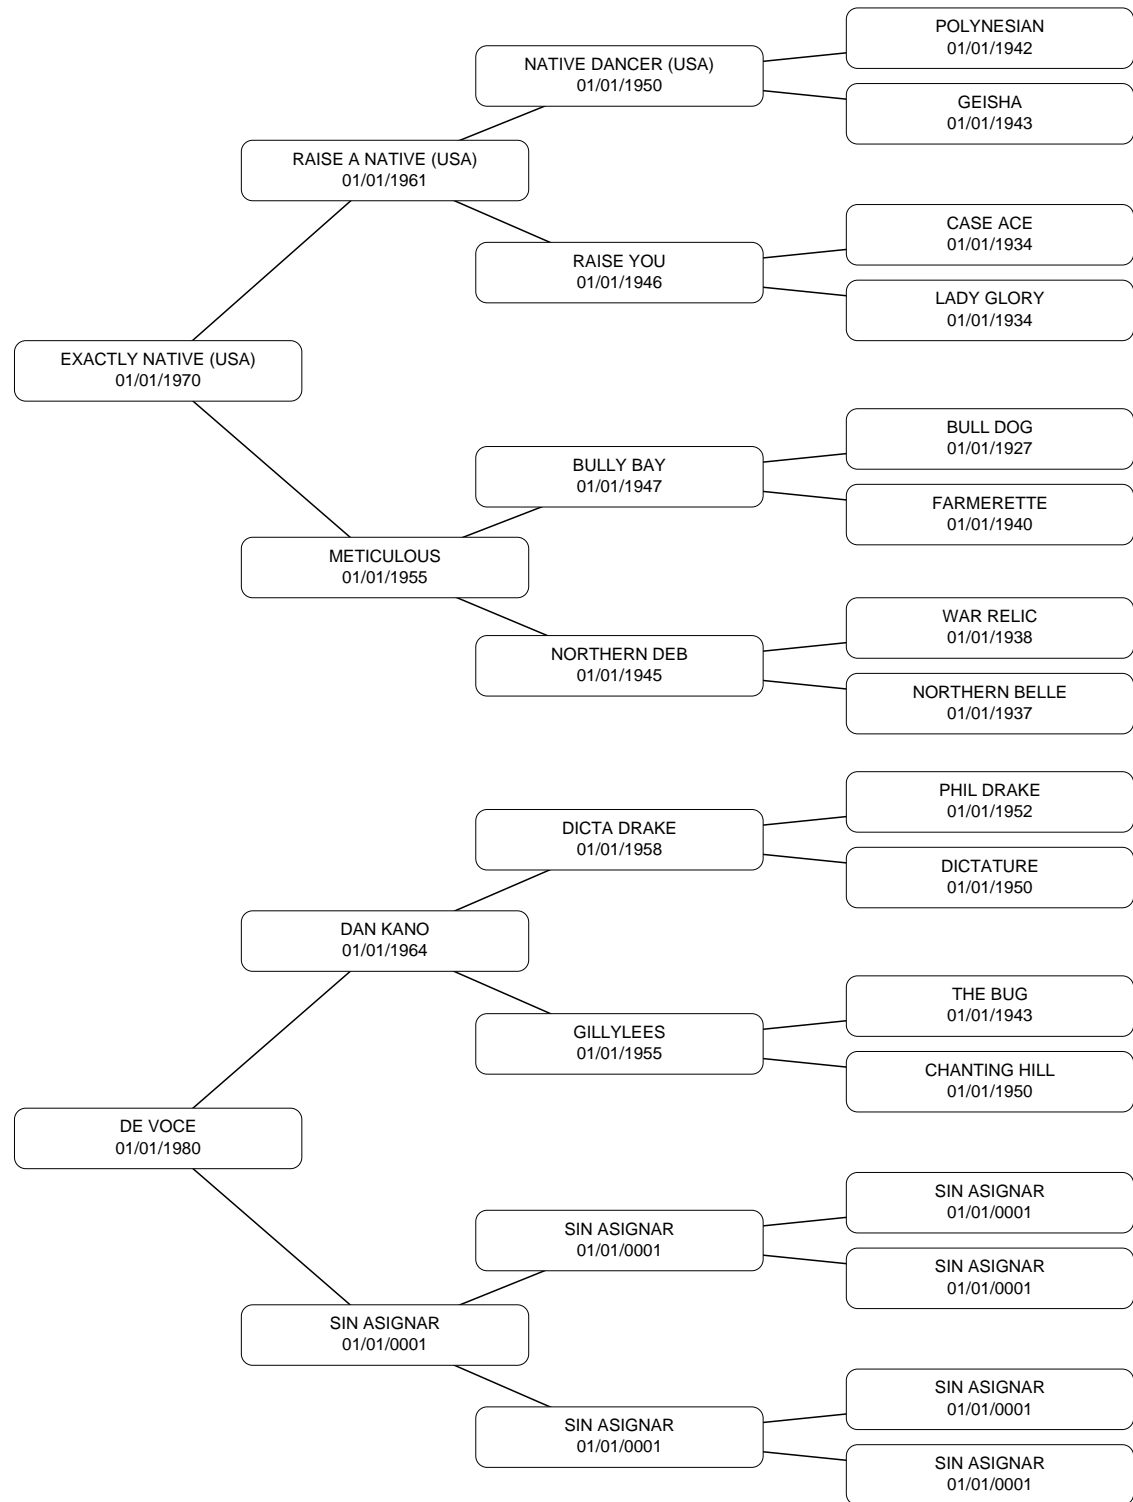 POLYNESIAN
01/01/1942
NATIVE DANCER (USA)
01/01/1950
GEISHA
01/01/1943
RAISE A NATIVE (USA)
01/01/1961
CASE ACE
01/01/1934
RAISE YOU
01/01/1946
LADY GLORY
01/01/1934
EXACTLY NATIVE (USA)
01/01/1970
BULL DOG
01/01/1927
BULLY BAY
01/01/1947
FARMERETTE
01/01/1940
METICULOUS
01/01/1955
WAR RELIC
01/01/1938
NORTHERN DEB
01/01/1945
NORTHERN BELLE
01/01/1937
PHIL DRAKE
01/01/1952
DICTA DRAKE
01/01/1958
DICTATURE
01/01/1950
DAN KANO
01/01/1964
THE BUG
01/01/1943
GILLYLEES
01/01/1955
CHANTING HILL
01/01/1950
DE VOCE
01/01/1980
SIN ASIGNAR
01/01/0001
SIN ASIGNAR
01/01/0001
SIN ASIGNAR
01/01/0001
SIN ASIGNAR
01/01/0001
SIN ASIGNAR
01/01/0001
SIN ASIGNAR
01/01/0001
SIN ASIGNAR
01/01/0001